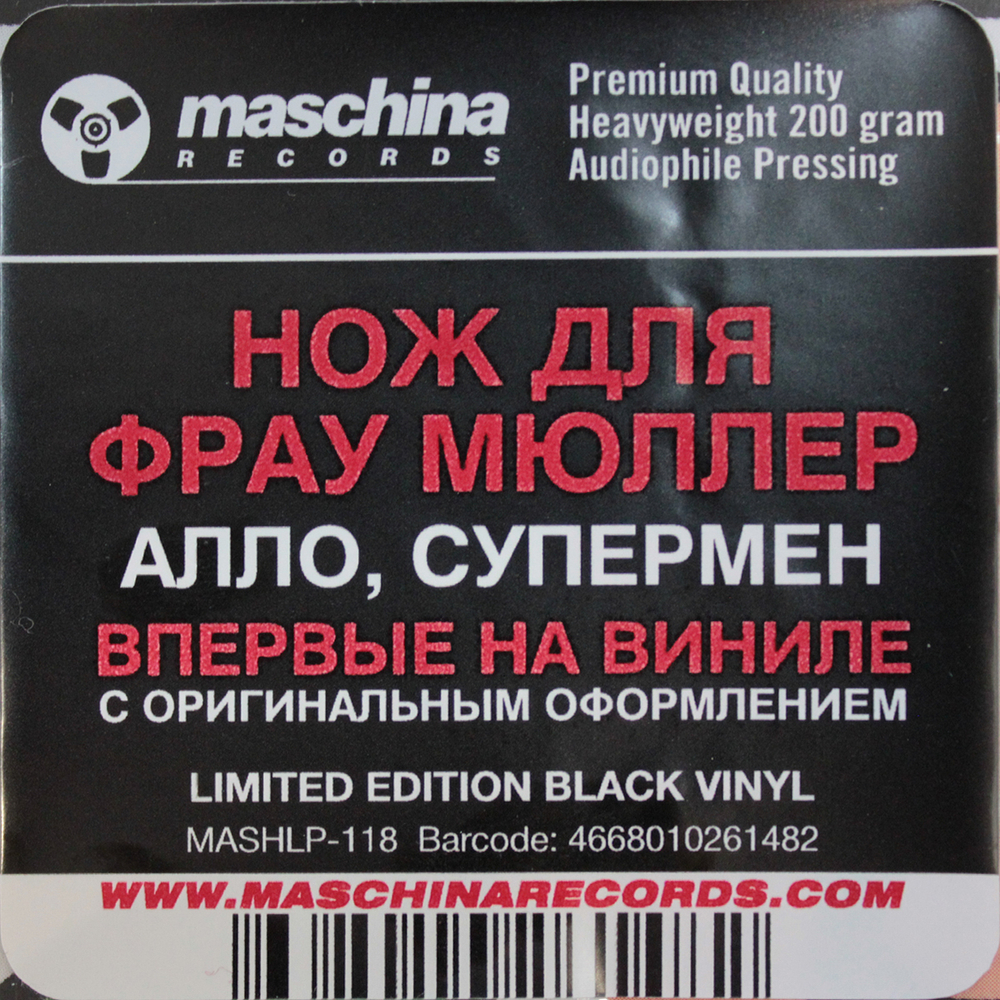 maschina
RECORDS
Premium Quality
Heavyweight 200 gram
Audiophile Pressing
НОЖ ДЛЯ
ФРАУ МЮЛЛЕР
АЛЛО, СУПЕРМЕН
ВПЕРВЫЕ НА ВИНИЛЕ
С ОРИГИНАЛЬНЫМ ОФОРМЛЕНИЕМ
LIMITED EDITION BLACK VINYL
MASHLP-118 Barcode: 4668010261482
WWW.MASCHINARECORDS.COM